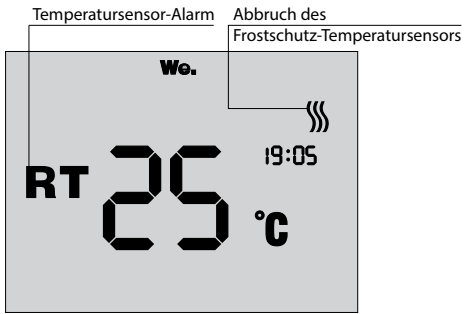 Temperatursensor-Alarm
Abbruch des
Frostschutz-Temperatursensors
We.
19:05
RT 25 °C